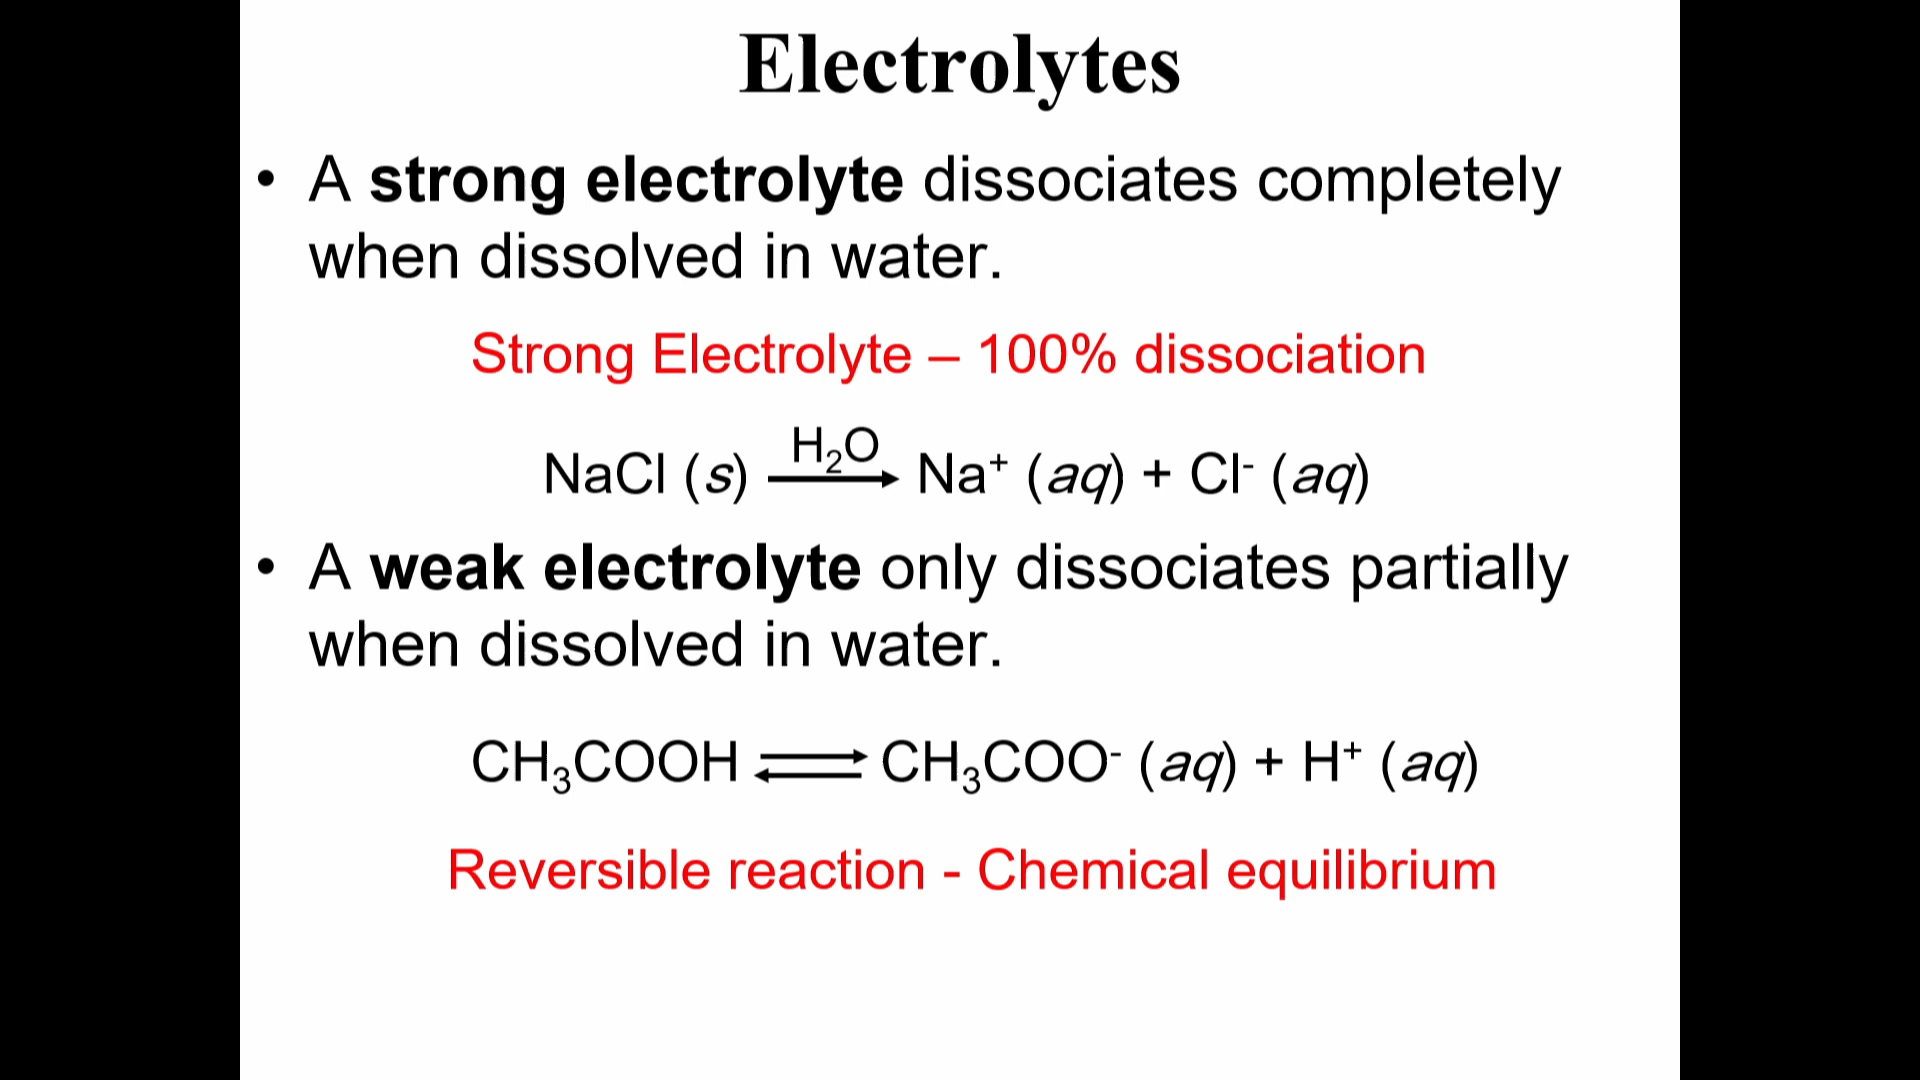 Electrolytes
• A strong electrolyte dissociates completely
when dissolved in water.
Strong Electrolyte – 100% dissociation
H₂O
NaCl (s) ⟶ Na⁺ (aq) + Cl⁻ (aq)
• A weak electrolyte only dissociates partially
when dissolved in water.
CH₃COOH ⇌ CH₃COO⁻ (aq) + H⁺ (aq)
Reversible reaction - Chemical equilibrium